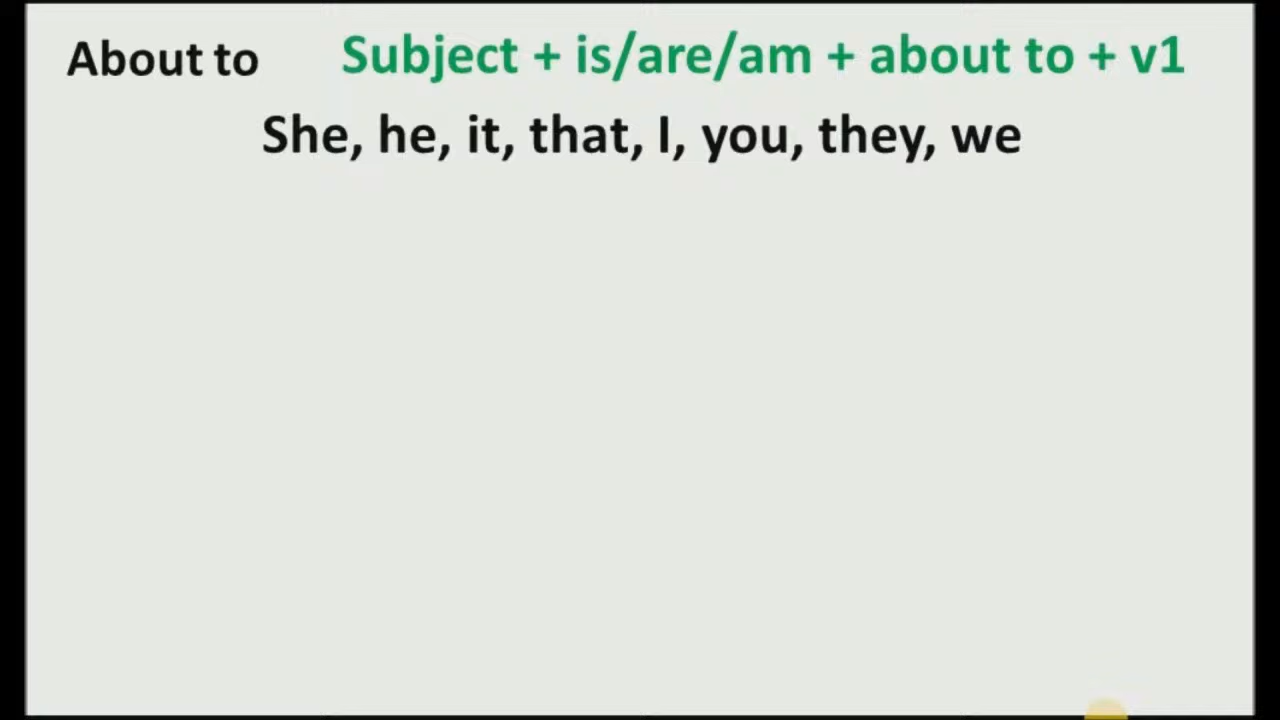 About to Subject + is/are/am + about to + v1
She, he, it, that, I, you, they, we